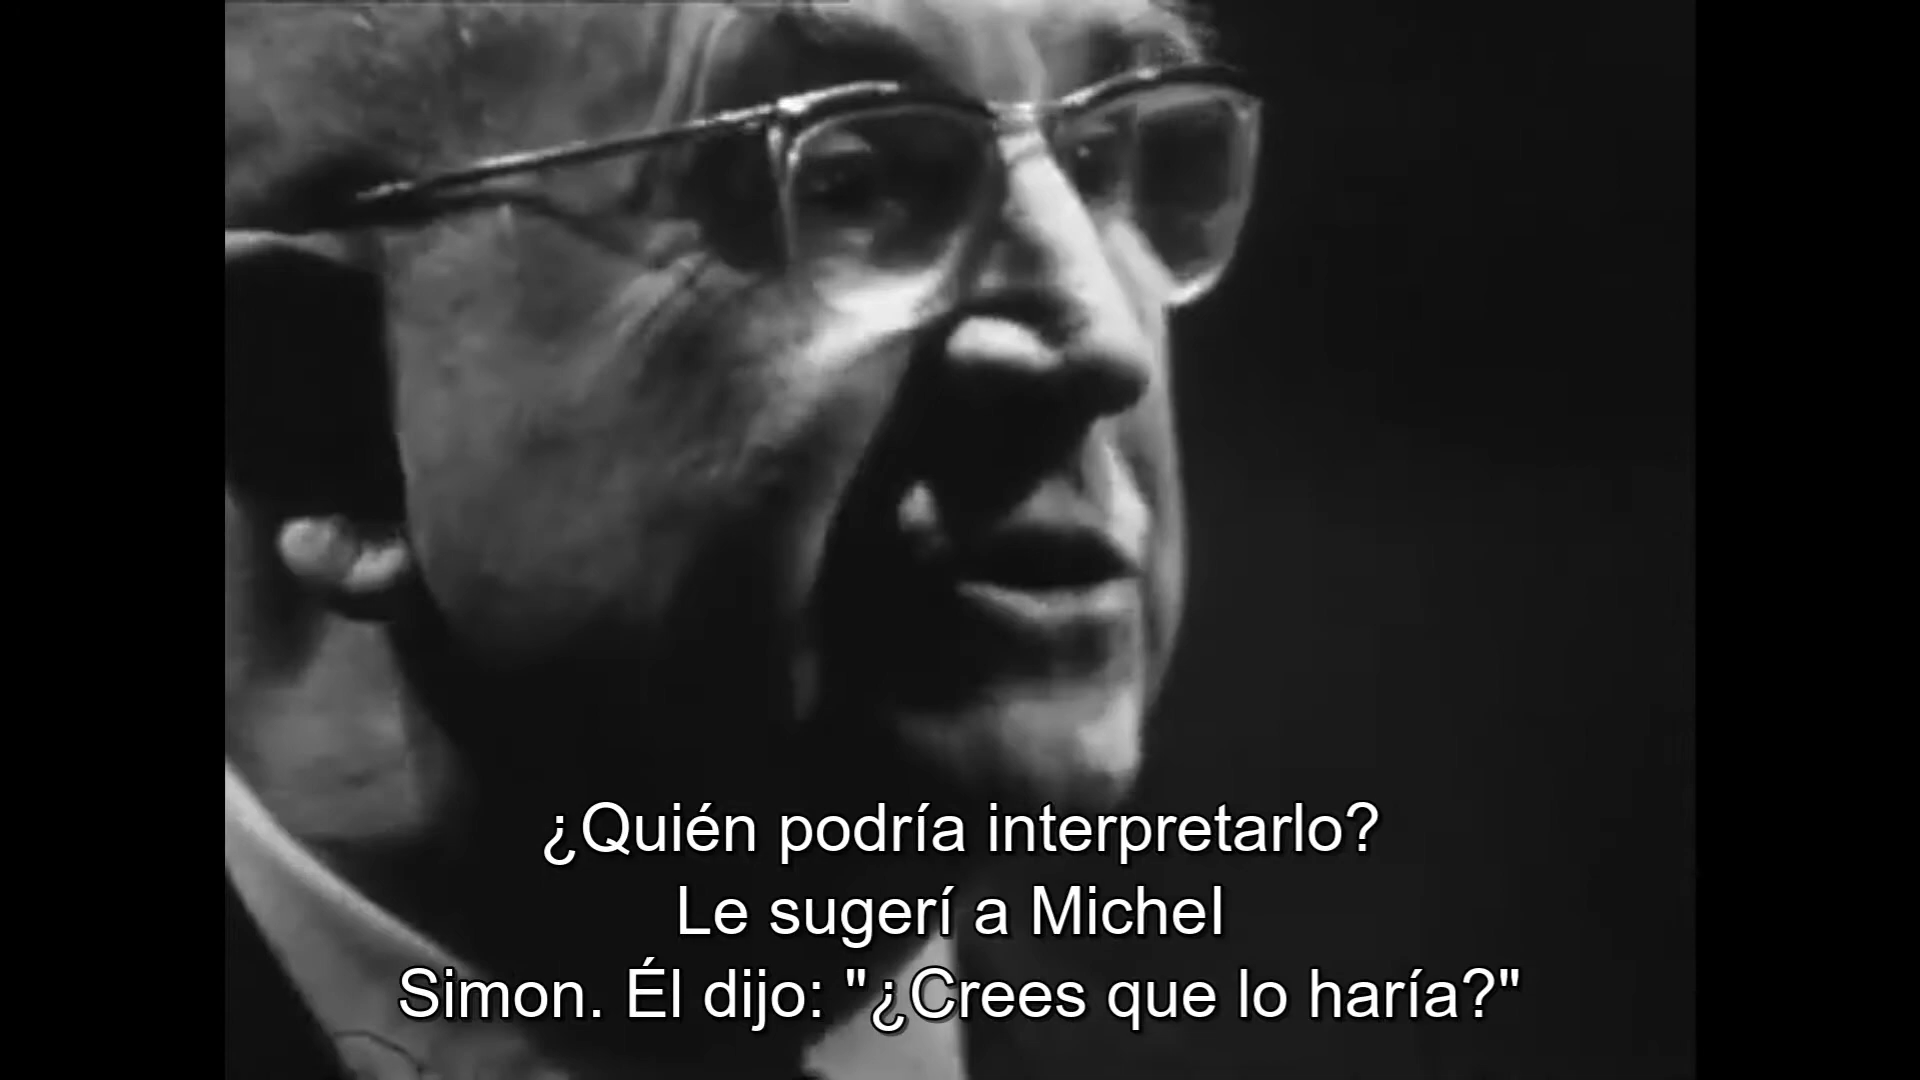 ¿Quién podría interpretarlo?
Le sugerí a Michel
Simon. Él dijo: "¿Crees que lo haría?"